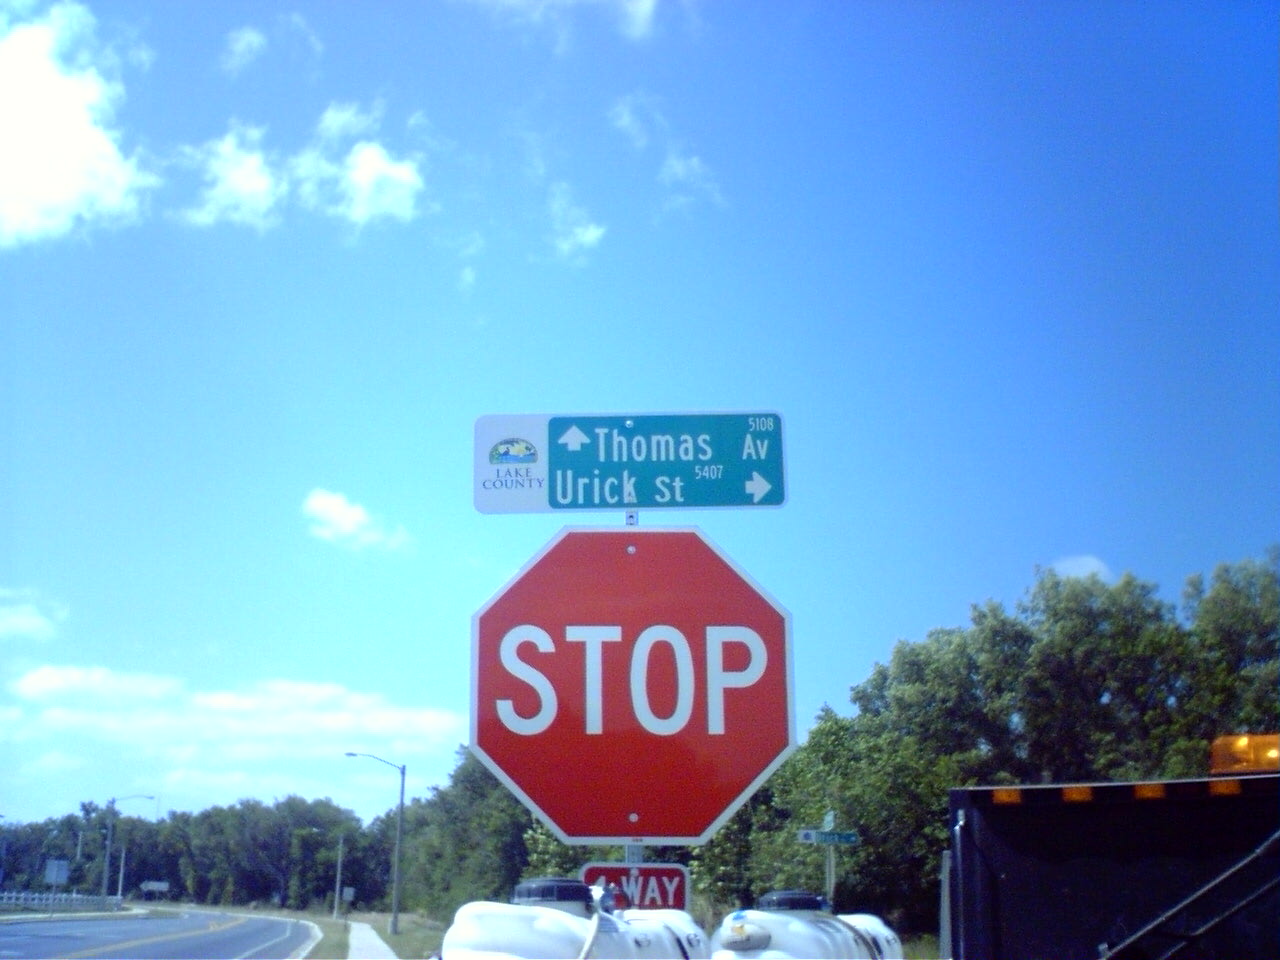 5108
Thomas Av
LAKE
COUNTY
Urick St 5407
STOP
WAY